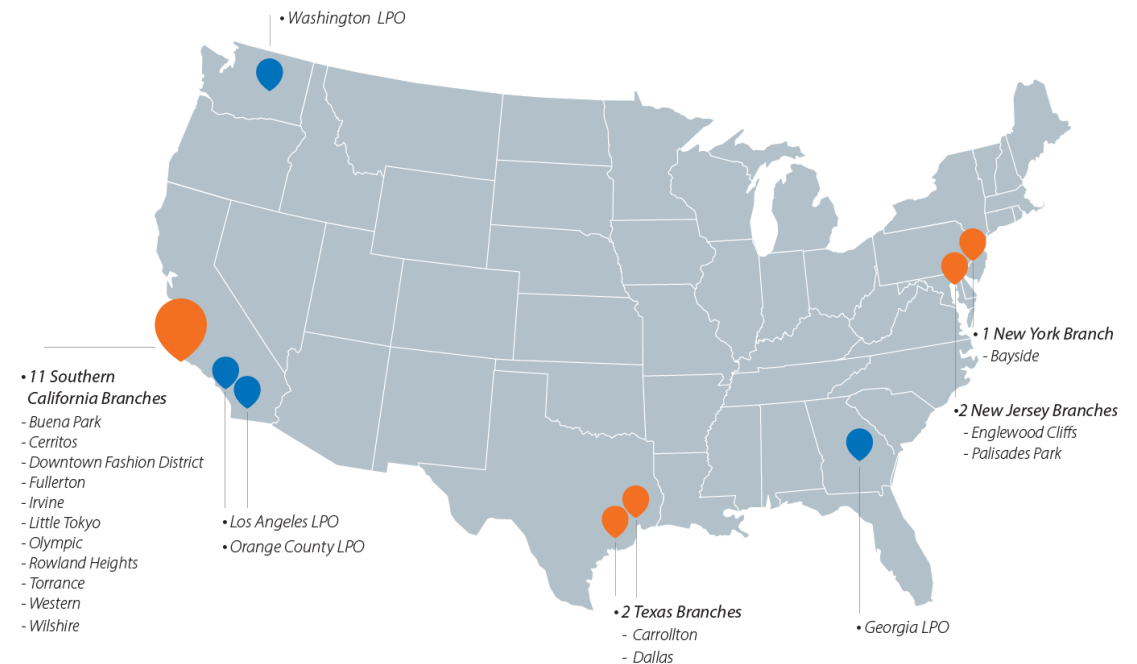 • Washington LPO
• 1 New York Branch
- Bayside
• 11 Southern
California Branches
- Buena Park
- Cerritos
- Downtown Fashion District
- Fullerton
- Irvine
- Little Tokyo
- Olympic
- Rowland Heights
- Torrance
- Western
- Wilshire
•2 New Jersey Branches
- Englewood Cliffs
- Palisades Park
• Los Angeles LPO
• Orange County LPO
• 2 Texas Branches
- Carrollton
- Dallas
• Georgia LPO